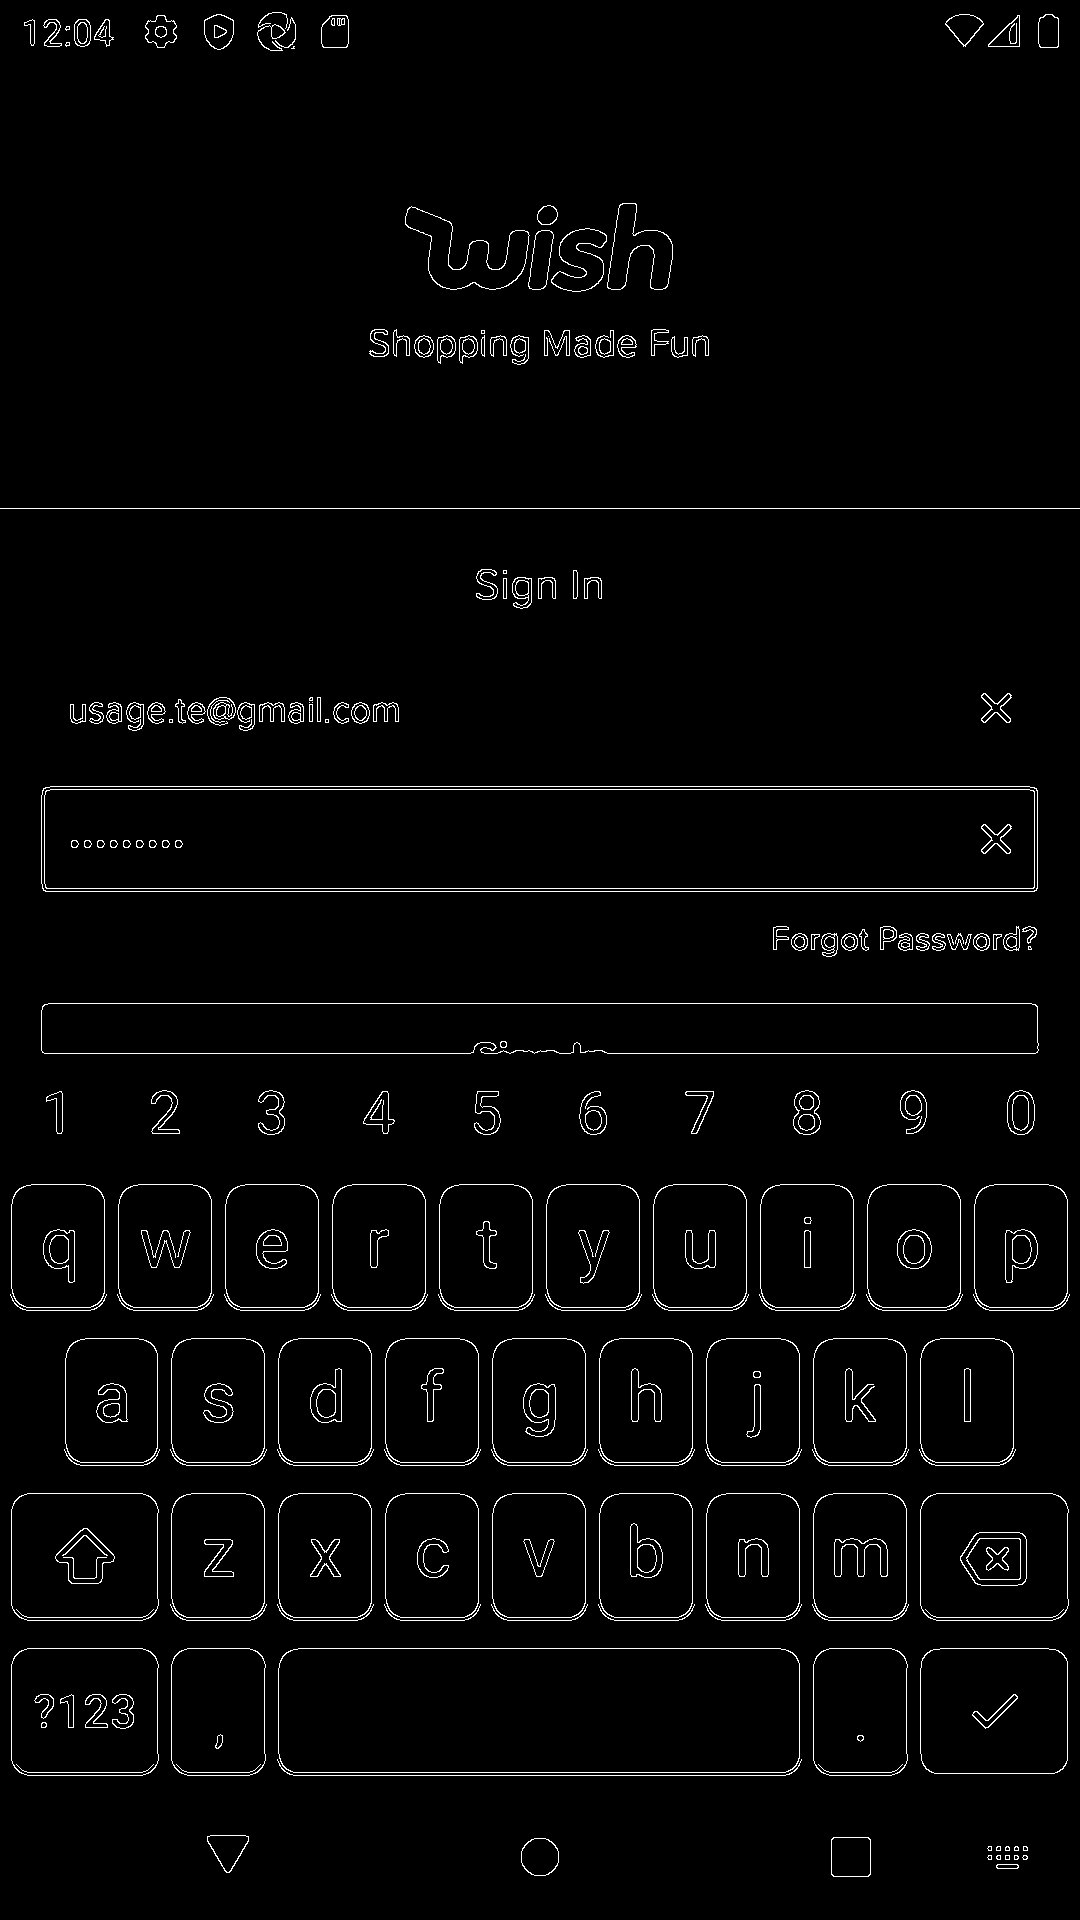 12:04
wish
Shopping Made Fun
Sign In
usage.te@gmail.com
•••••••••
Forgot Password?
1 2 3 4 5 6 7 8 9 0
q w e r t y u i o p
a s d f g h j k l
z x c v b n m
?123 , .